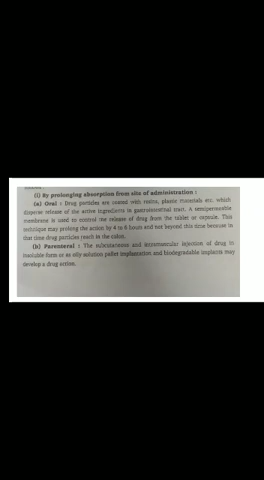 (i) By prolonging absorption from site of administration :
(a) Oral : Drug particles are coated with resins, plastic materials etc. which
disperse release of the active ingredients in gastrointestinal tract. A semipermeable
membrane is used to control the release of drug from the tablet or capsule. This
technique may prolong the action by 4 to 6 hours and not beyond this time because in
that time drug particles reach in the colon.
(b) Parenteral : The subcutaneous and intramuscular injection of drug in
insoluble form or as oily solution pellet implantation and biodegradable implants may
develop a drug action.